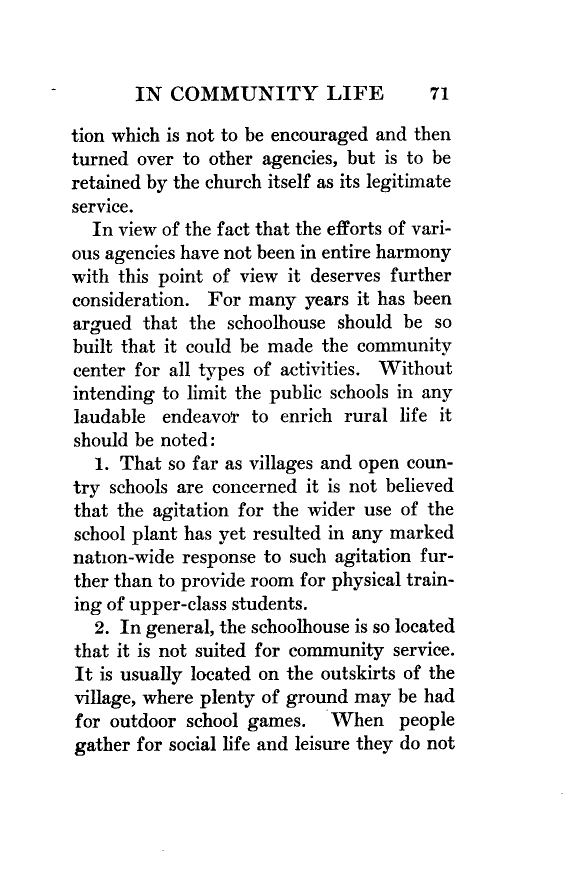 IN COMMUNITY LIFE 71
tion which is not to be encouraged and then
turned over to other agencies, but is to be
retained by the church itself as its legitimate
service.
In view of the fact that the efforts of vari-
ous agencies have not been in entire harmony
with this point of view it deserves further
consideration. For many years it has been
argued that the schoolhouse should be so
built that it could be made the community
center for all types of activities. Without
intending to limit the public schools in any
laudable endeavor to enrich rural life it
should be noted:
1. That so far as villages and open coun-
try schools are concerned it is not believed
that the agitation for the wider use of the
school plant has yet resulted in any marked
nation-wide response to such agitation fur-
ther than to provide room for physical train-
ing of upper-class students.
2. In general, the schoolhouse is so located
that it is not suited for community service.
It is usually located on the outskirts of the
village, where plenty of ground may be had
for outdoor school games. When people
gather for social life and leisure they do not